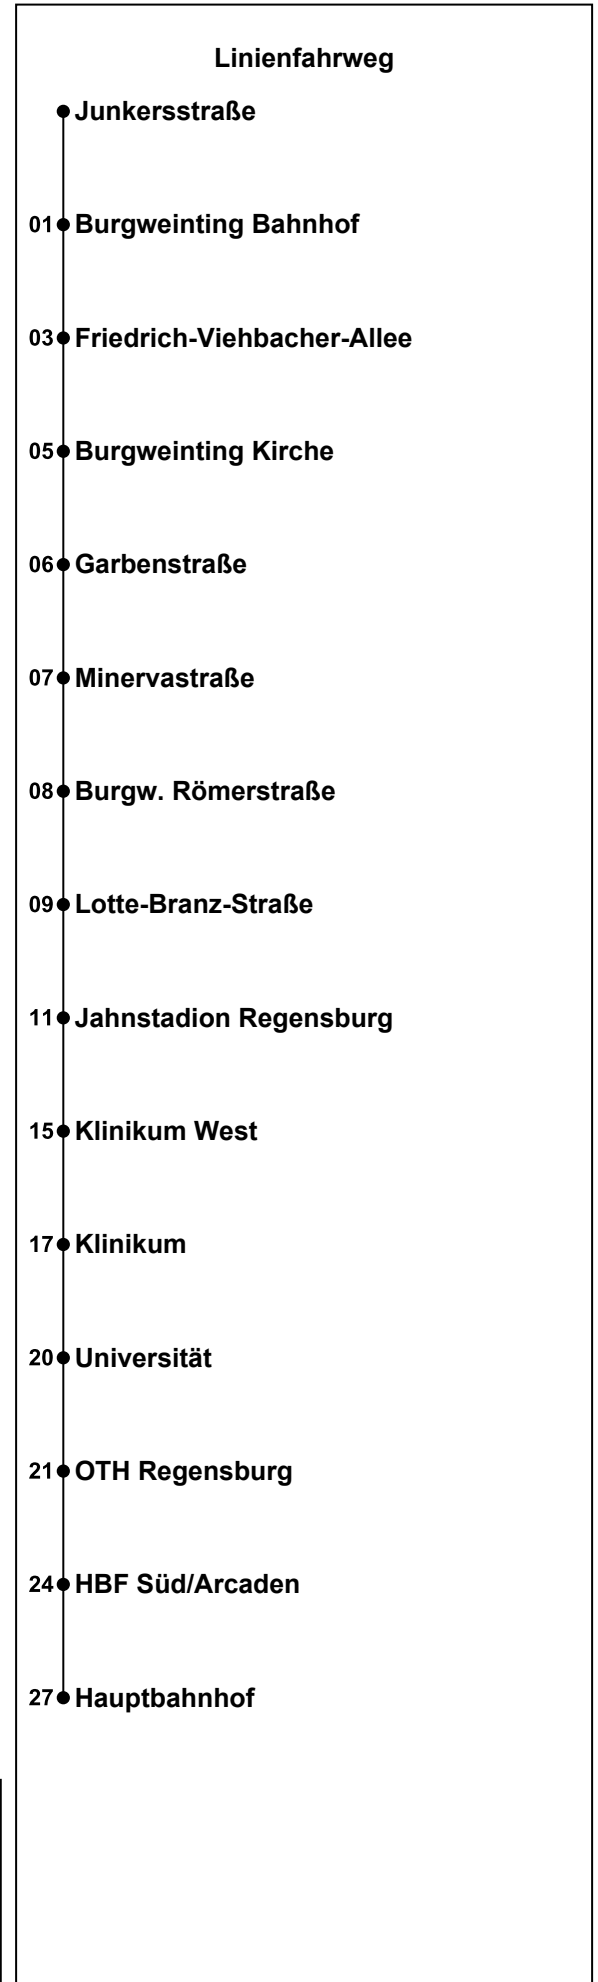 Linienfahrweg
Junkersstraße
01 Burgweinting Bahnhof
03 Friedrich-Viehbacher-Allee
05 Burgweinting Kirche
06 Garbenstraße
07 Minervastraße
08 Burgw. Römerstraße
09 Lotte-Branz-Straße
11 Jahnstadion Regensburg
15 Klinikum West
17 Klinikum
20 Universität
21 OTH Regensburg
24 HBF Süd/Arcaden
27 Hauptbahnhof